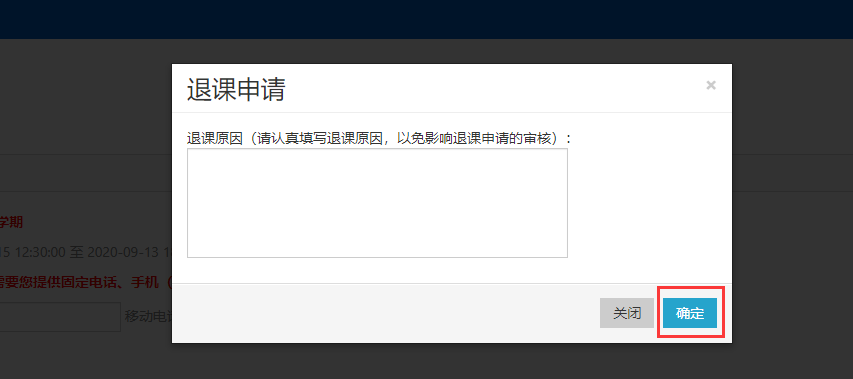 退课申请
×
退课原因（请认真填写退课原因，以免影响退课申请的审核）：
学期
15 12:30:00 至 2020-09-13 1
需要您提供固定电话、手机（
移动电
关闭
确定